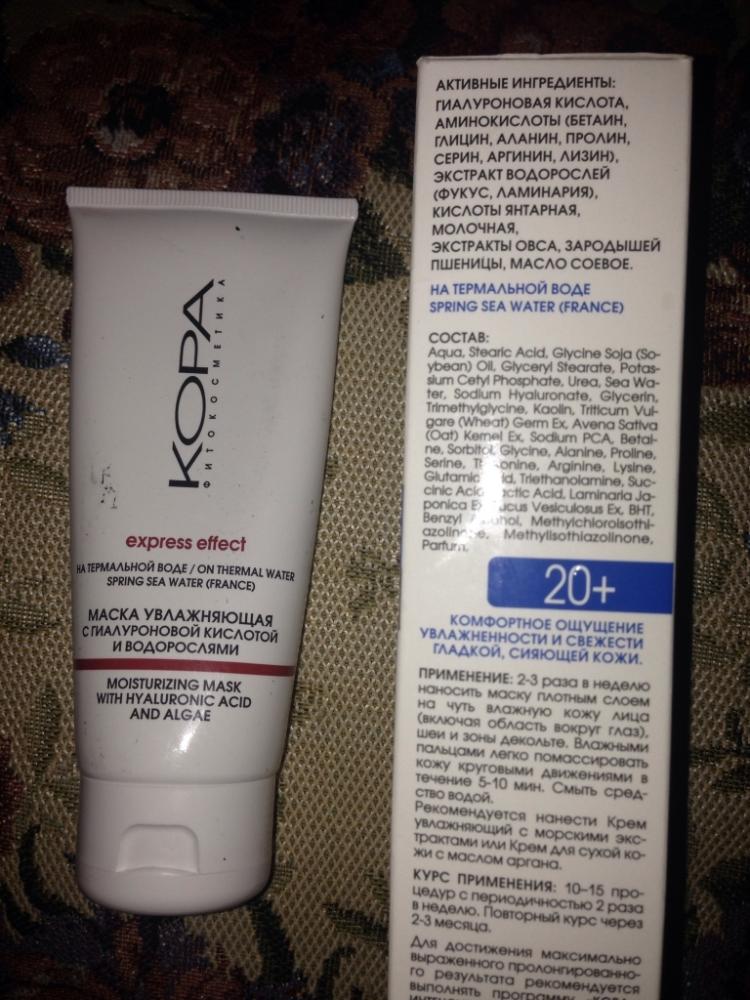 КОРА
ФИТОКОСМЕТИКА
express effect
НА ТЕРМАЛЬНОЙ ВОДЕ / ON THERMAL WATER
SPRING SEA WATER (FRANCE)
МАСКА УВЛАЖНЯЮЩАЯ
С ГИАЛУРОНОВОЙ КИСЛОТОЙ
И ВОДОРОСЛЯМИ
MOISTURIZING MASK
WITH HYALURONIC ACID
AND ALGAE
АКТИВНЫЕ ИНГРЕДИЕНТЫ:
ГИАЛУРОНОВАЯ КИСЛОТА,
АМИНОКИСЛОТЫ (БЕТАИН,
ГЛИЦИН, АЛАНИН, ПРОЛИН,
СЕРИН, АРГИНИН, ЛИЗИН),
ЭКСТРАКТ ВОДОРОСЛЕЙ
(ФУКУС, ЛАМИНАРИЯ),
КИСЛОТЫ ЯНТАРНАЯ,
МОЛОЧНАЯ,
ЭКСТРАКТЫ ОВСА, ЗАРОДЫШЕЙ
ПШЕНИЦЫ, МАСЛО СОЕВОЕ.
НА ТЕРМАЛЬНОЙ ВОДЕ
SPRING SEA WATER (FRANCE)
СОСТАВ:
Aqua, Stearic Acid, Glycine Soja (So-
ybean) Oil, Glyceryl Stearate, Potas-
sium Cetyl Phosphate, Urea, Sea Wa-
ter, Sodium Hyaluronate, Glycerin,
Trimethylglycine, Kaolin, Triticum Vul-
gare (Wheat) Germ Ex, Avena Sativa
(Oat) Kernel Ex, Sodium PCA, Betai-
ne, Sorbitol, Glycine, Alanine, Proline,
Serine, Arginine, Lysine,
Triethanolamine, Suc-
cinic Laminaria Ja-
ponica Vesiculosus Ex, BHT,
Benzyl Methylchloroisothi-
Methylisothiazolinone,
Parfum.
20+
КОМФОРТНОЕ ОЩУЩЕНИЕ
УВЛАЖНЕННОСТИ И СВЕЖЕСТИ
ГЛАДКОЙ, СИЯЮЩЕЙ КОЖИ.
ПРИМЕНЕНИЕ: 2-3 раза в неделю
наносить маску плотным слоем
на чуть влажную кожу лица
(включая область вокруг глаз),
шеи и зоны декольте. Влажными
пальцами легко помассировать
кожу круговыми движениями в
течение 5-10 мин. Смыть сред-
ство водой.
Рекомендуется нанести Крем
увлажняющий с морскими экс-
трактами или Крем для сухой ко-
жи с маслом аргана.
КУРС ПРИМЕНЕНИЯ: 10-15 про-
цедур с периодичностью 2 раза
в неделю. Повторный курс через
2-3 месяца.
Для достижения максимально
выраженного пролонгированно-
го результата рекомендуется
выполнять программу